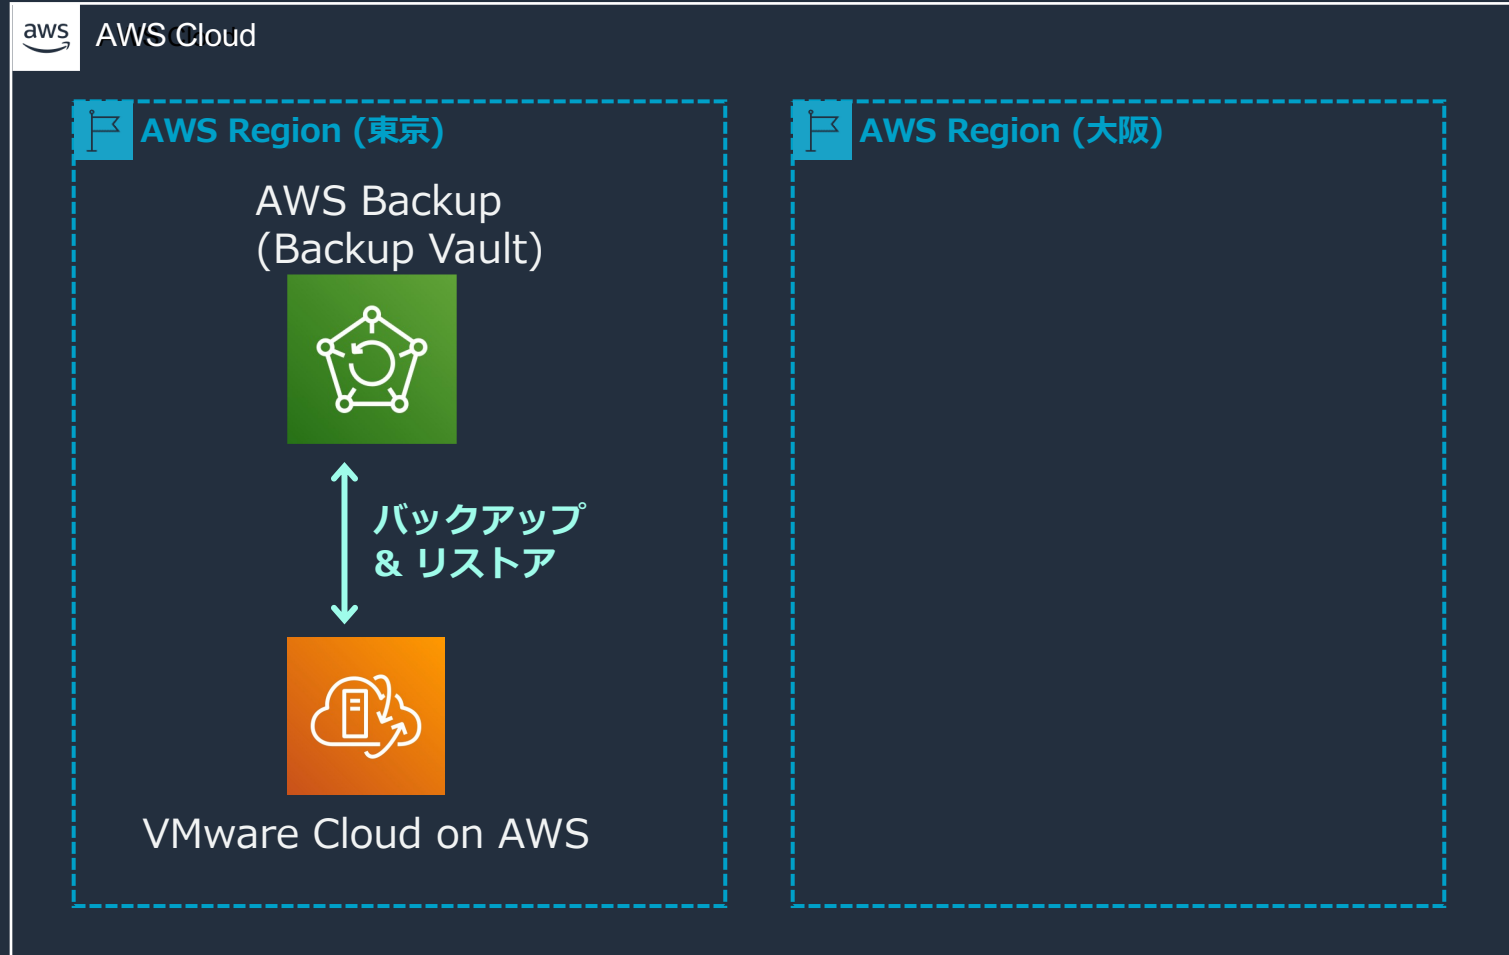 aws
AWS Cloud
AWS Region (東京)
AWS Backup
(Backup Vault)
バックアップ
& リストア
VMware Cloud on AWS
AWS Region (大阪)